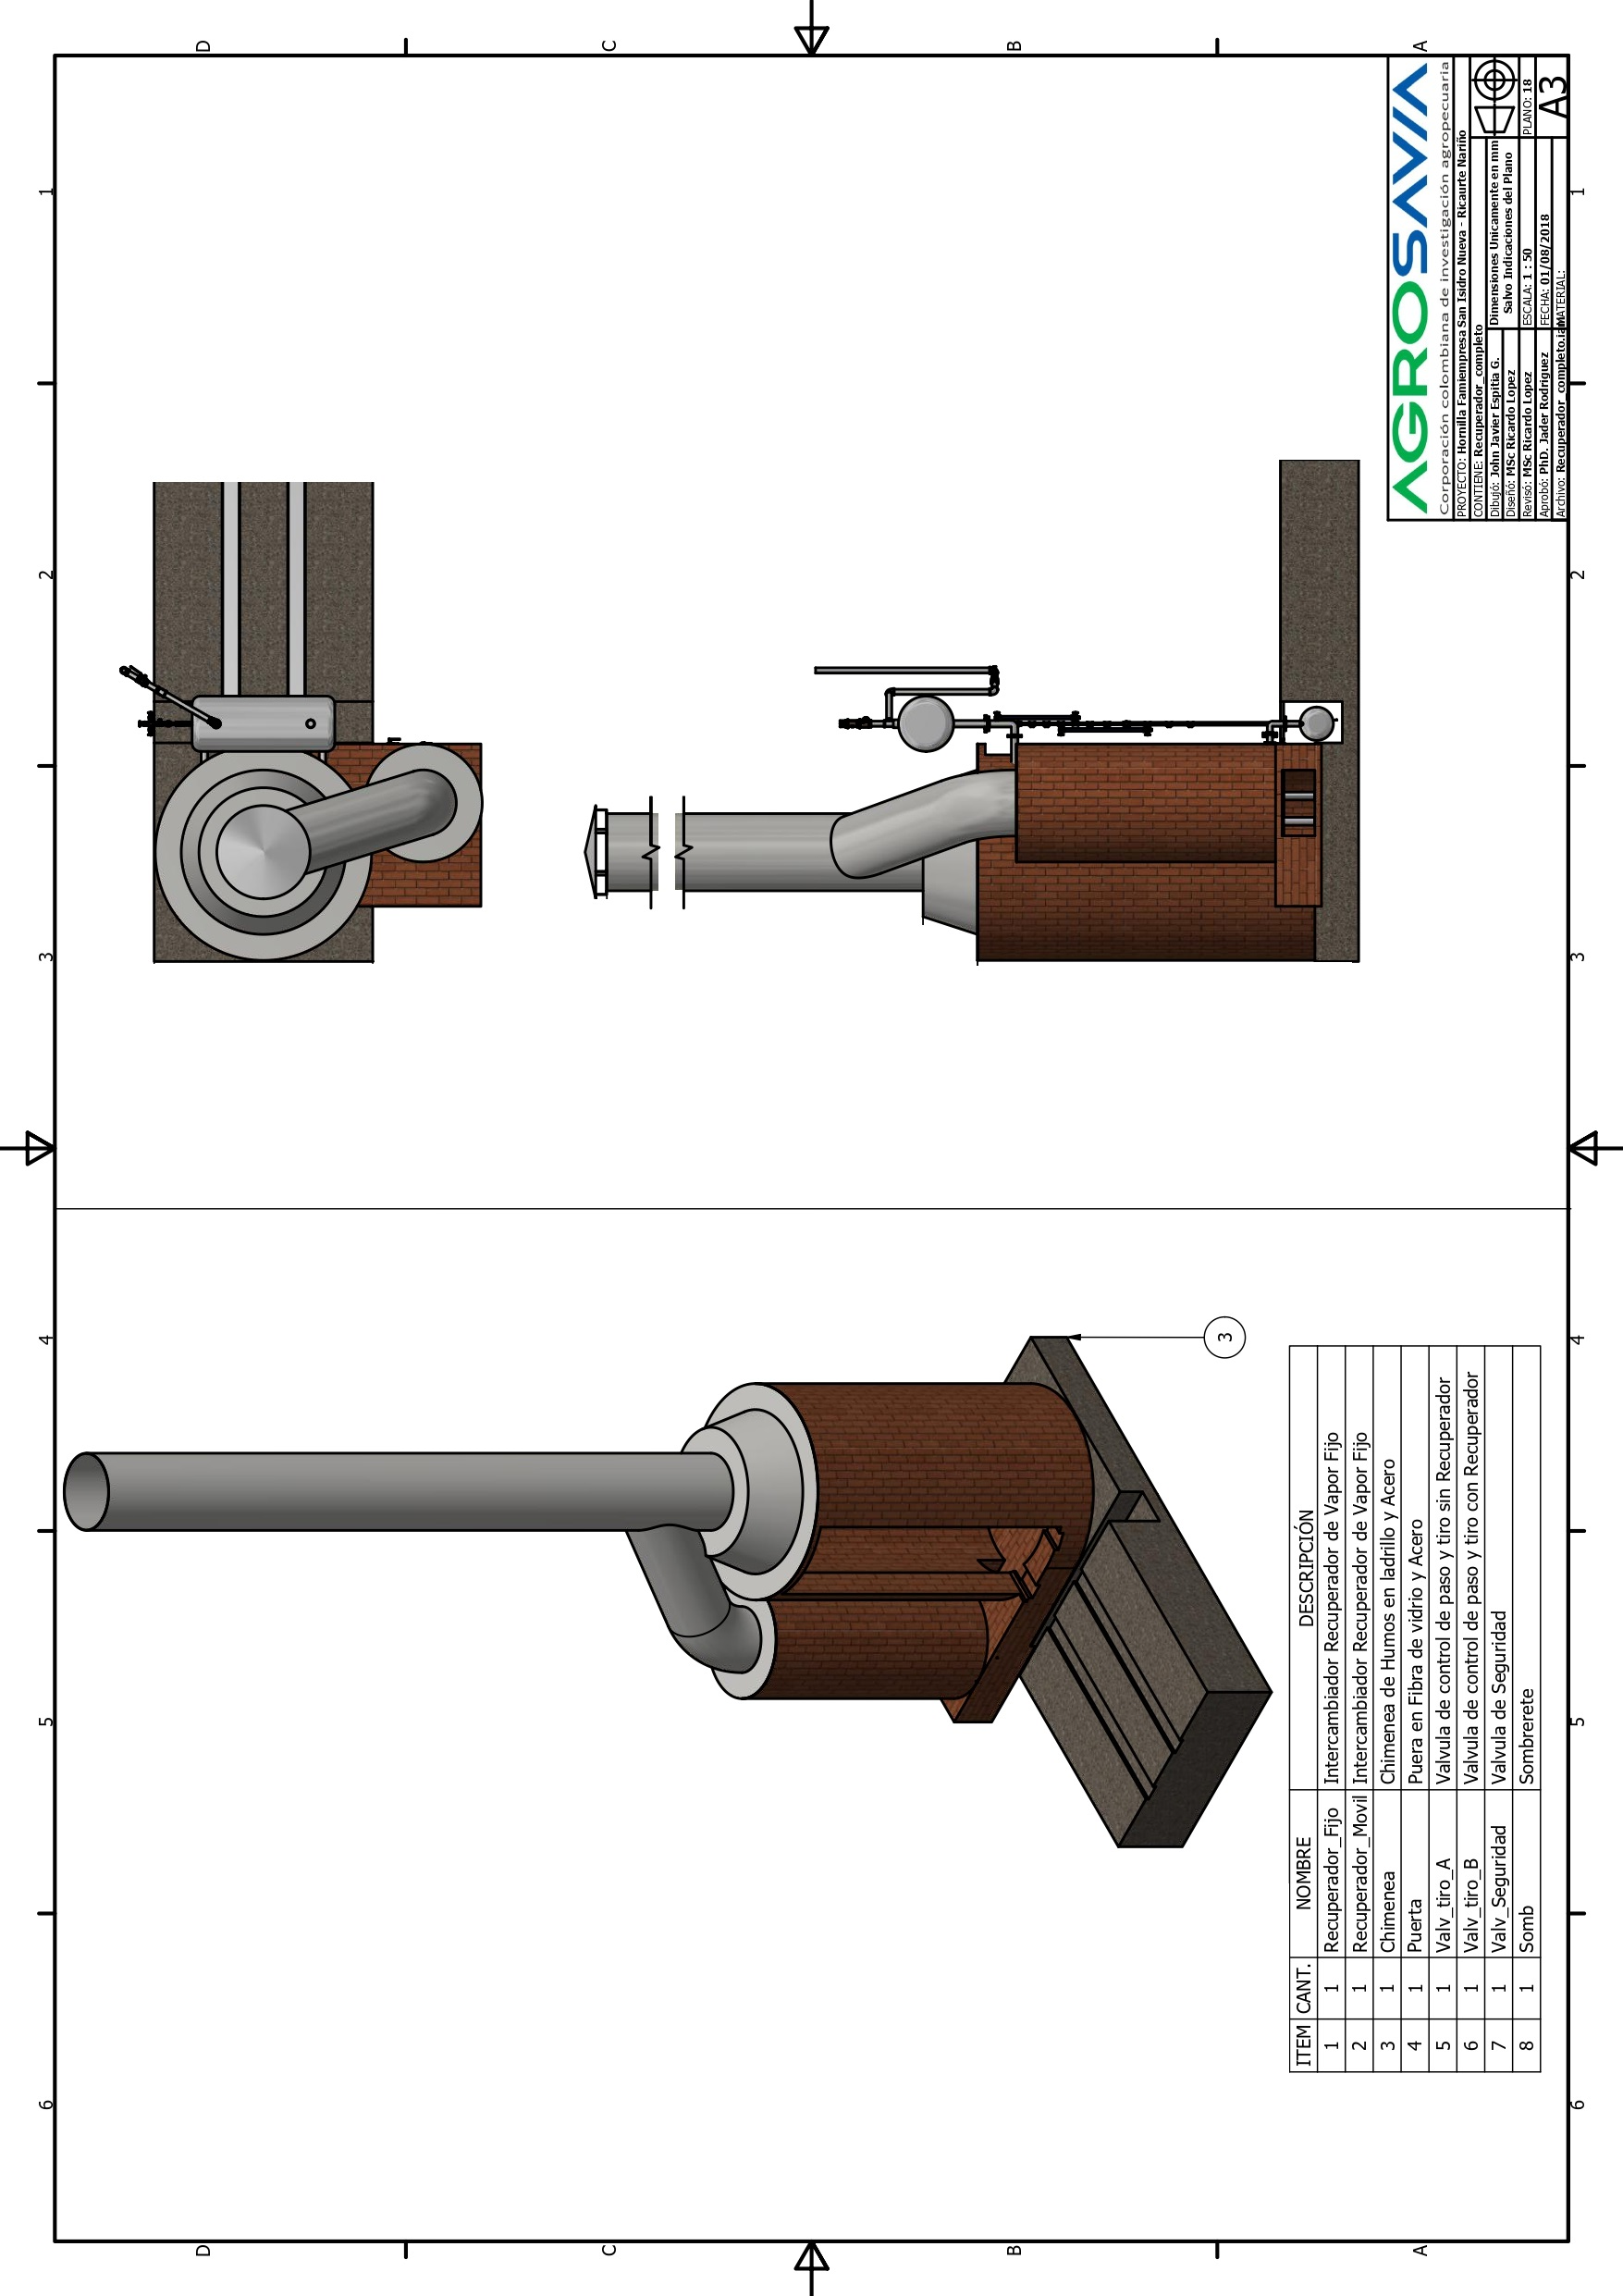 6
5
4
3
2
1
D
C
B
A
3
ITEM CANT. NOMBRE DESCRIPCIÓN
1 1 Recuperador_Fijo Intercambiador Recuperador de Vapor Fijo
2 1 Recuperador_Movil Intercambiador Recuperador de Vapor Fijo
3 1 Chimenea Chimenea de Humos en ladrillo y Acero
4 1 Puerta Puera en Fibra de vidrio y Acero
5 1 Valv_tiro_A Valvula de control de paso y tiro sin Recuperador
6 1 Valv_tiro_B Valvula de control de paso y tiro con Recuperador
7 1 Valv_Seguridad Valvula de Seguridad
8 1 Somb Sombrerete
AGROSAVIA
Corporación colombiana de investigación agropecuaria
PROYECTO: Hornilla Famiempresa San Isidro Nueva - Ricaurte Nariño
CONTIENE: Recuperador_completo
Dibujó: John Javier Espitia G.
Dimensiones Unicamente en mm
Salvo Indicaciones del Plano
Diseñó: MSc Ricardo Lopez
Revisó: MSc Ricardo Lopez
ESCALA: 1 : 50
PLANO: 18
Aprobó: PhD. Jader Rodriguez
FECHA: 01/08/2018
A3
Archivo: Recuperador_completo.iam
MATERIAL:
D
C
B
A
6
5
4
3
2
1